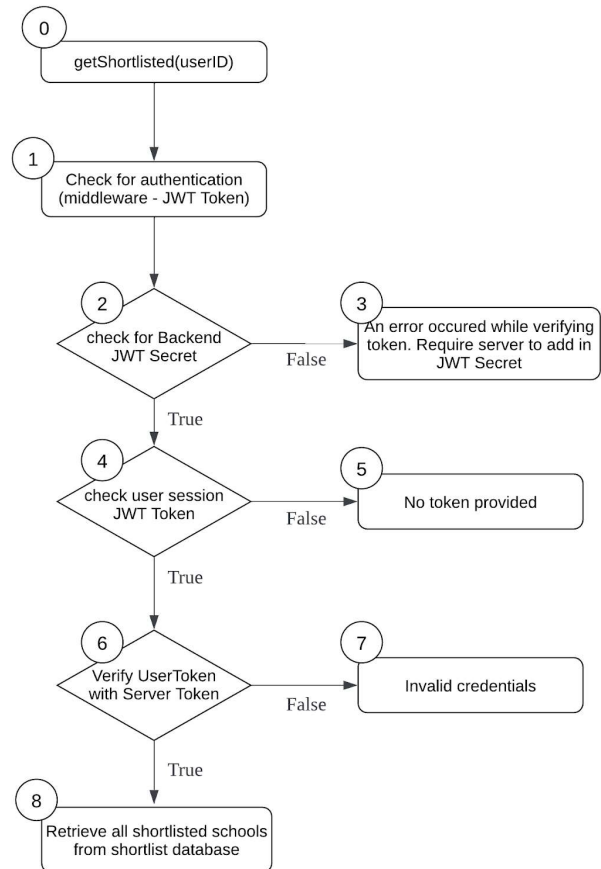 0
getShortlisted(userID)
1
Check for authentication
(middleware - JWT Token)
2
check for Backend
JWT Secret
False
3
An error occured while verifying
token. Require server to add in
JWT Secret
True
4
check user session
JWT Token
False
5
No token provided
True
6
Verify UserToken
with Server Token
False
7
Invalid credentials
True
8
Retrieve all shortlisted schools
from shortlist database